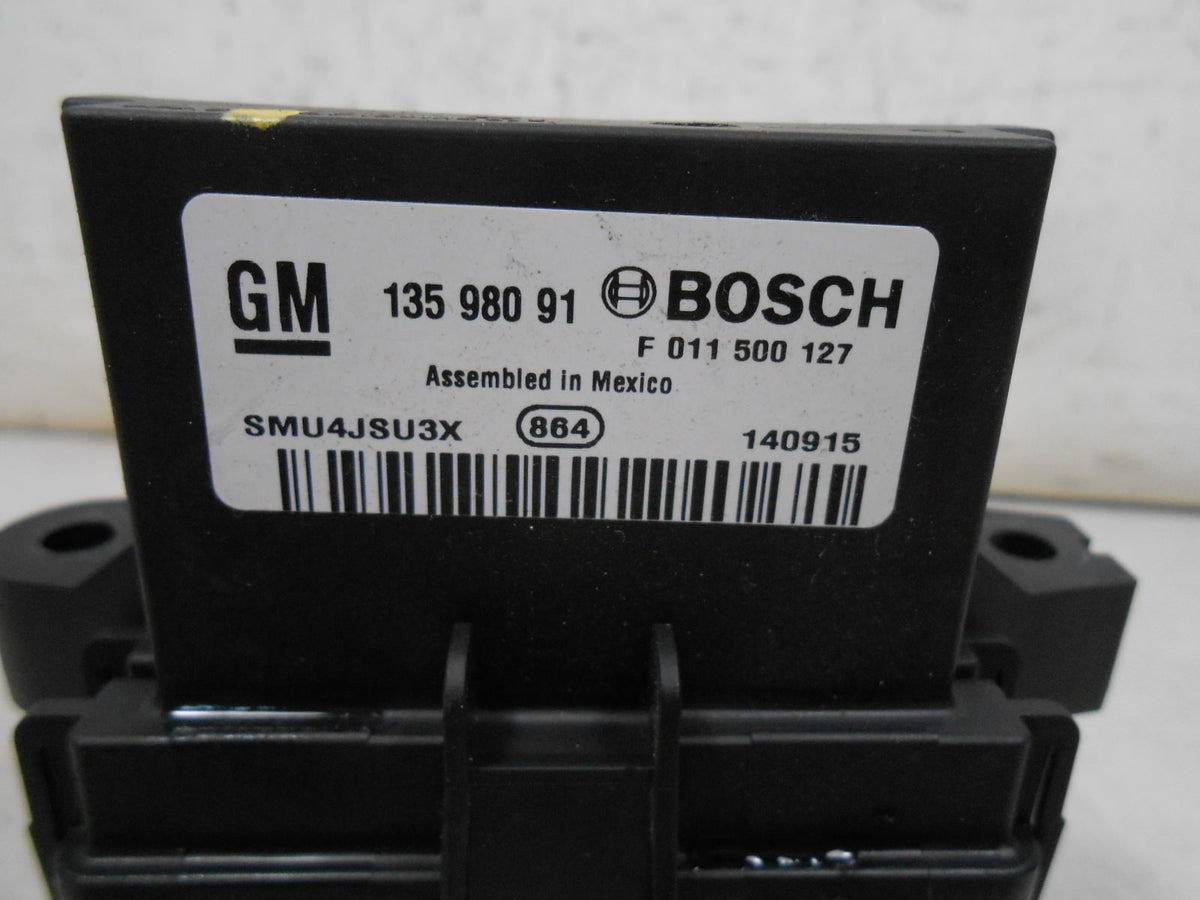 GM 135 980 91 BOSCH
F 011 500 127
Assembled in Mexico
SMU4JSU3X 864 140915